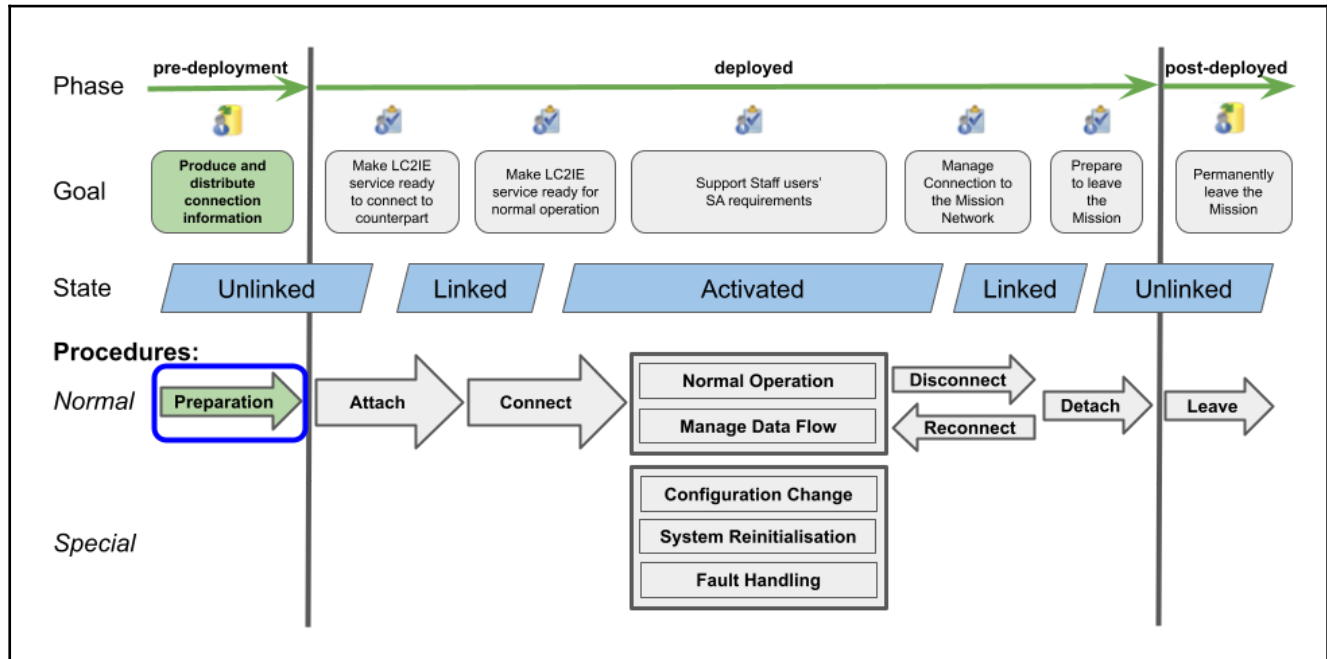 Phase
pre-deployment
deployed
post-deployed
Goal
Produce and
distribute
connection
information
Make LC2IE
service ready
to connect to
counterpart
Make LC2IE
service ready for
normal operation
Support Staff users'
SA requirements
Manage
Connection to
the Mission
Network
Prepare
to leave
the
Mission
Permanently
leave the
Mission
State
Unlinked
Linked
Activated
Linked
Unlinked
Procedures:
Normal
Preparation
Attach
Connect
Normal Operation
Manage Data Flow
Disconnect
Reconnect
Detach
Leave
Special
Configuration Change
System Reinitialisation
Fault Handling